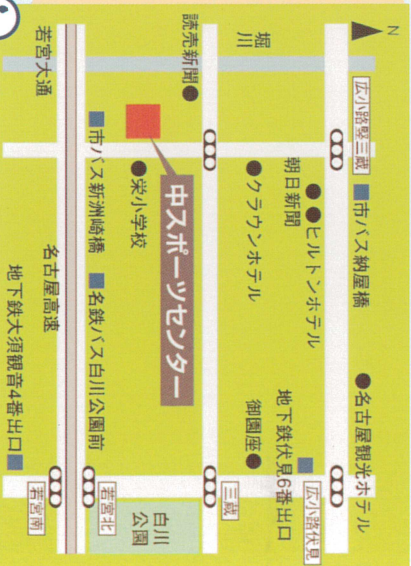 N
広小路竪三蔵
市バス納屋橋
名古屋観光ホテル
ヒルトンホテル
朝日新聞
地下鉄伏見6番出口
広小路伏見
クラウンホテル
御園座
堀川
読売新聞
三蔵
中スポーツセンター
栄小学校
白川公園
市バス新洲崎橋
名鉄バス白川公園前
若宮北
若宮大通
名古屋高速
地下鉄大須観音4番出口
若宮南